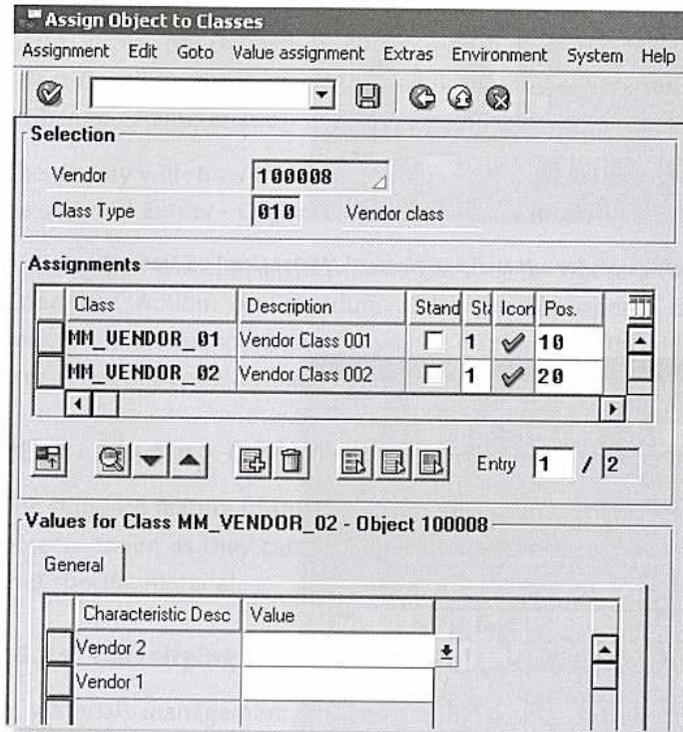 Assign Object to Classes
Assignment Edit Goto Value assignment Extras Environment System Help
Selection
Vendor 100008
Class Type 010 Vendor class
Assignments
Class Description Stand Sta Icon Pos.
MM_VENDOR_01 Vendor Class 001 1 10
MM_VENDOR_02 Vendor Class 002 1 20
Entry 1 / 2
Values for Class MM_VENDOR_02 - Object 100008
General
Characteristic Desc Value
Vendor 2
Vendor 1